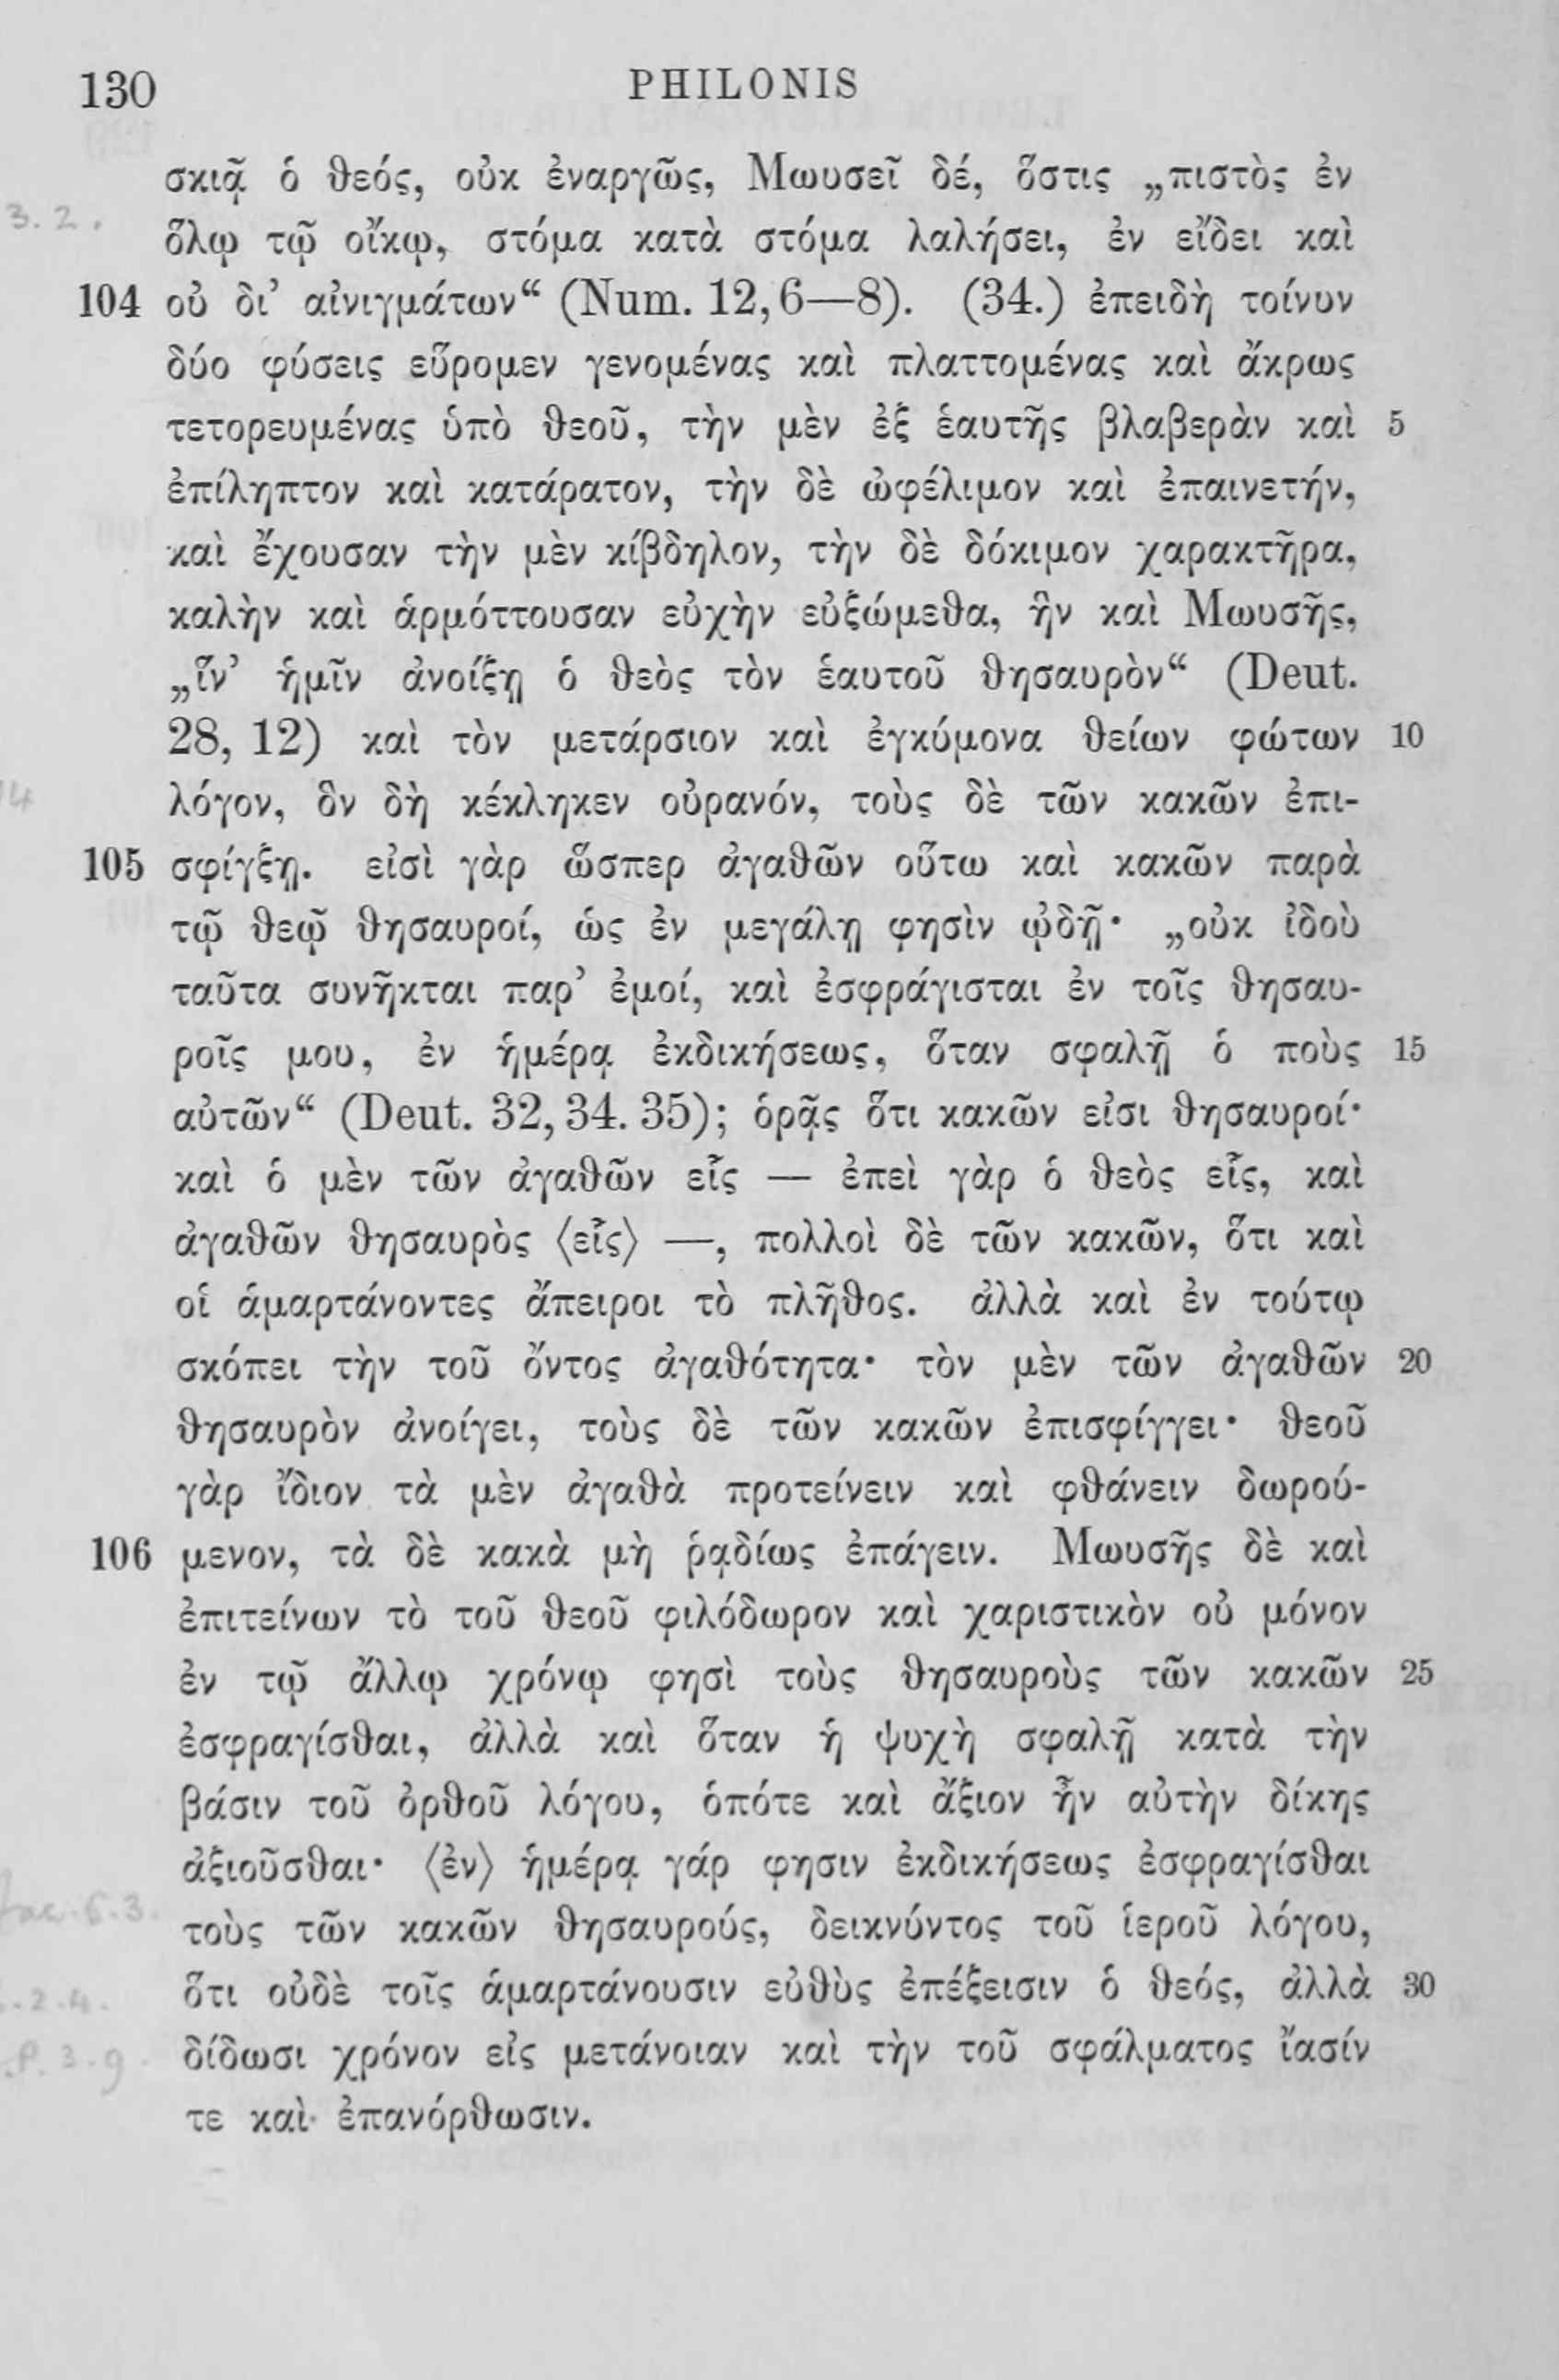 130 PHILONIS
σκιᾷ ὁ θεός, οὐκ ἐναργῶς, Μωυσεῖ δέ, ὅστις „πιστὸς ἐν
3. 2.
ὅλῳ τῷ οἴκῳ, στόμα κατὰ στόμα λαλήσει, ἐν εἴδει καὶ
104 οὐ δι’ αἰνιγμάτων“ (Num. 12, 6—8). (34.) ἐπειδὴ τοίνυν
δύο φύσεις εὕρομεν γενομένας καὶ πλαττομένας καὶ ἄκρως
τετορευμένας ὑπὸ θεοῦ, τὴν μὲν ἐξ ἑαυτῆς βλαβερὰν καὶ 5
ἐπίληπτον καὶ κατάρατον, τὴν δὲ ὠφέλιμον καὶ ἐπαινετήν,
καὶ ἔχουσαν τὴν μὲν κίβδηλον, τὴν δὲ δόκιμον χαρακτῆρα,
καλὴν καὶ ἁρμόττουσαν εὐχὴν εὐξώμεθα, ἣν καὶ Μωυσῆς,
„ἵν’ ἡμῖν ἀνοίξῃ ὁ θεὸς τὸν ἑαυτοῦ θησαυρὸν“ (Deut.
28, 12) καὶ τὸν μετάρσιον καὶ ἐγκύμονα θείων φώτων 10
λόγον, ὃν δὴ κέκληκεν οὐρανόν, τοὺς δὲ τῶν κακῶν ἐπι-
105 σφίγξῃ. εἰσὶ γὰρ ὥσπερ ἀγαθῶν οὕτω καὶ κακῶν παρὰ
τῷ θεῷ θησαυροί, ὡς ἐν μεγάλῃ φησὶν ᾠδῇ· „οὐκ ἰδοὺ
ταῦτα συνῆκται παρ’ ἐμοί, καὶ ἐσφράγισται ἐν τοῖς θησαυ-
ροῖς μου, ἐν ἡμέρᾳ ἐκδικήσεως, ὅταν σφαλῇ ὁ ποὺς 15
αὐτῶν“ (Deut. 32, 34. 35); ὁρᾷς ὅτι κακῶν εἰσι θησαυροί·
καὶ ὁ μὲν τῶν ἀγαθῶν εἷς — ἐπεὶ γὰρ ὁ θεὸς εἷς, καὶ
ἀγαθῶν θησαυρὸς ⟨εἷς⟩ —, πολλοὶ δὲ τῶν κακῶν, ὅτι καὶ
οἱ ἁμαρτάνοντες ἄπειροι τὸ πλῆθος. ἀλλὰ καὶ ἐν τούτῳ
σκόπει τὴν τοῦ ὄντος ἀγαθότητα· τὸν μὲν τῶν ἀγαθῶν 20
θησαυρὸν ἀνοίγει, τοὺς δὲ τῶν κακῶν ἐπισφίγγει· θεοῦ
γὰρ ἴδιον τὰ μὲν ἀγαθὰ προτείνειν καὶ φθάνειν δωρού-
106 μενον, τὰ δὲ κακὰ μὴ ῥᾳδίως ἐπάγειν. Μωυσῆς δὲ καὶ
ἐπιτείνων τὸ τοῦ θεοῦ φιλόδωρον καὶ χαριστικὸν οὐ μόνον
ἐν τῷ ἄλλῳ χρόνῳ φησὶ τοὺς θησαυροὺς τῶν κακῶν 25
ἐσφραγίσθαι, ἀλλὰ καὶ ὅταν ἡ ψυχὴ σφαλῇ κατὰ τὴν
βάσιν τοῦ ὀρθοῦ λόγου, ὁπότε καὶ ἄξιον ἦν αὐτὴν δίκης
ἀξιοῦσθαι· ⟨ἐν⟩ ἡμέρᾳ γάρ φησιν ἐκδικήσεως ἐσφραγίσθαι
τοὺς τῶν κακῶν θησαυρούς, δεικνύντος τοῦ ἱεροῦ λόγου,
ὅτι οὐδὲ τοῖς ἁμαρτάνουσιν εὐθὺς ἐπέξεισιν ὁ θεός, ἀλλὰ 30
δίδωσι χρόνον εἰς μετάνοιαν καὶ τὴν τοῦ σφάλματος ἴασίν
τε καὶ ἐπανόρθωσιν.